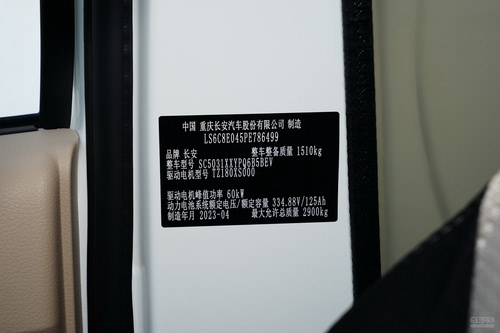 中国 重庆长安汽车股份有限公司 制造
LS6C8E045PE786499
品牌 长安 整车整备质量 1510kg
整车型号 SC5031XXYPQ6B5BEV
驱动电机型号 TZ180XS000
驱动电机峰值功率 60kW
动力电池系统额定电压/额定容量 334.88V/125Ah
制造年月 2023-04 最大允许总质量 2900kg